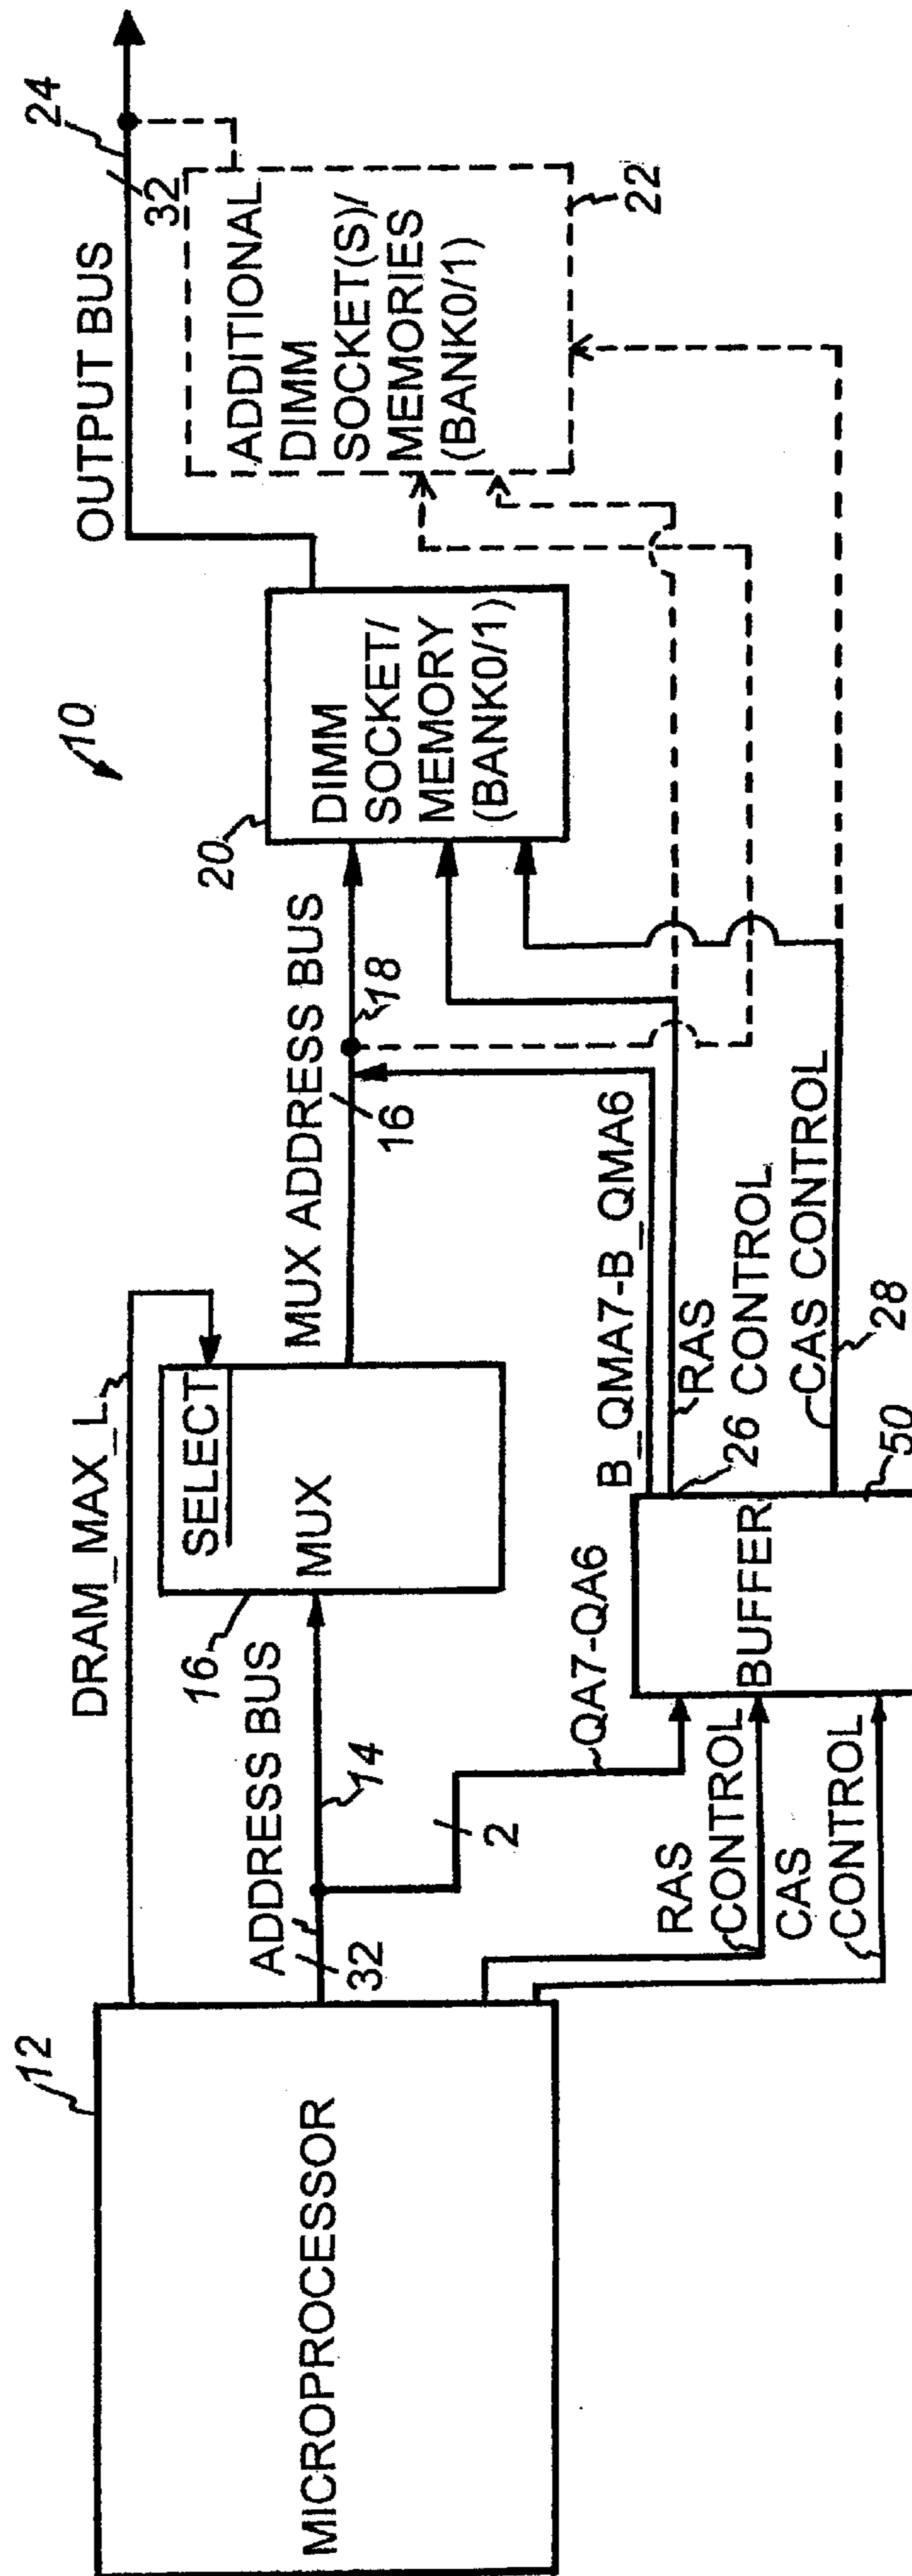 10
12
MICROPROCESSOR
DRAM_MAX_L
ADDRESS BUS
32
14
2
QA7-QA6
RAS
CONTROL
CAS
CONTROL
16
SELECT
MUX
BUFFER
50
MUX ADDRESS BUS
16
18
B_QMA7-B_QMA6
RAS
CONTROL
26
CAS CONTROL
28
20
DIMM
SOCKET/
MEMORY
(BANK0/1)
OUTPUT BUS
24
32
ADDITIONAL
DIMM
SOCKET(S)/
MEMORIES
(BANK0/1)
22